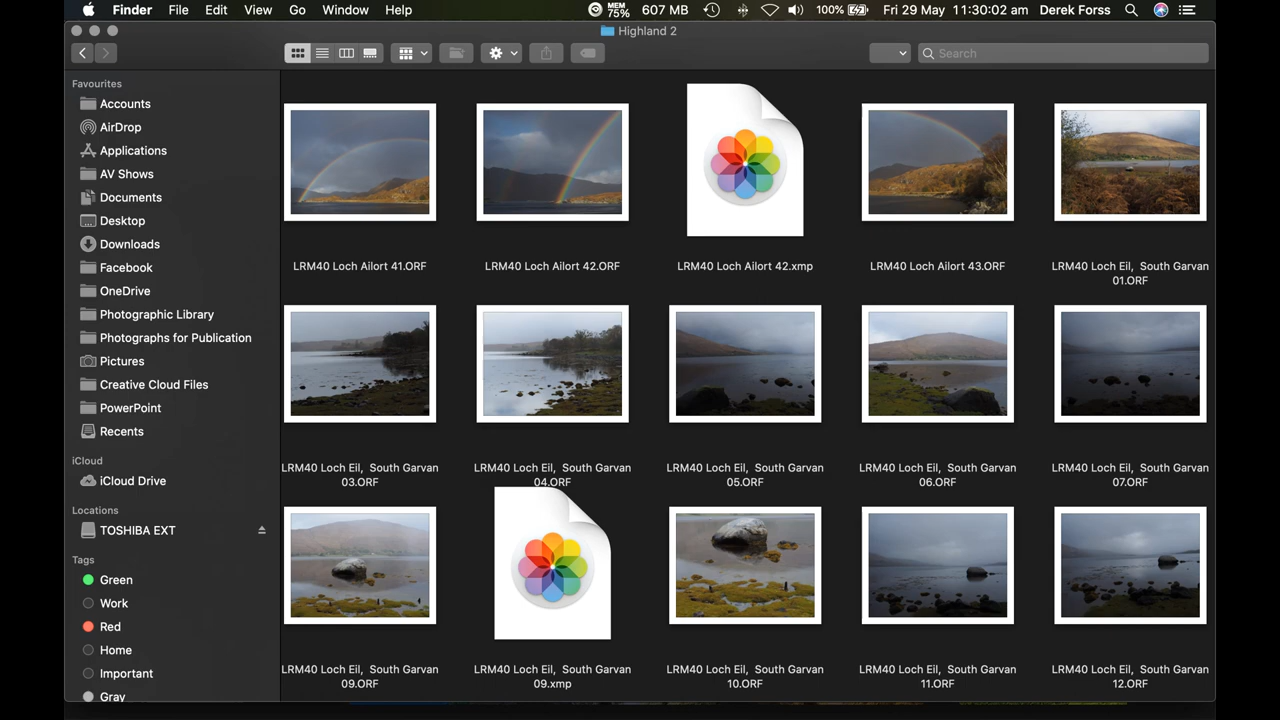 Finder File Edit View Go Window Help MEM 75% 607 MB 100% Fri 29 May 11:30:02 am Derek Forss
Highland 2
Search
Favourites
Accounts
AirDrop
Applications
AV Shows
Documents
Desktop
Downloads
Facebook
OneDrive
Photographic Library
Photographs for Publication
Pictures
Creative Cloud Files
PowerPoint
Recents
iCloud
iCloud Drive
Locations
TOSHIBA EXT
Tags
Green
Work
Red
Home
Important
Gray
LRM40 Loch Ailort 41.ORF
LRM40 Loch Ailort 42.ORF
LRM40 Loch Ailort 42.xmp
LRM40 Loch Ailort 43.ORF
LRM40 Loch Eil, South Garvan
01.ORF
LRM40 Loch Eil, South Garvan
03.ORF
LRM40 Loch Eil, South Garvan
04.ORF
LRM40 Loch Eil, South Garvan
05.ORF
LRM40 Loch Eil, South Garvan
06.ORF
LRM40 Loch Eil, South Garvan
07.ORF
LRM40 Loch Eil, South Garvan
09.ORF
LRM40 Loch Eil, South Garvan
09.xmp
LRM40 Loch Eil, South Garvan
10.ORF
LRM40 Loch Eil, South Garvan
11.ORF
LRM40 Loch Eil, South Garvan
12.ORF